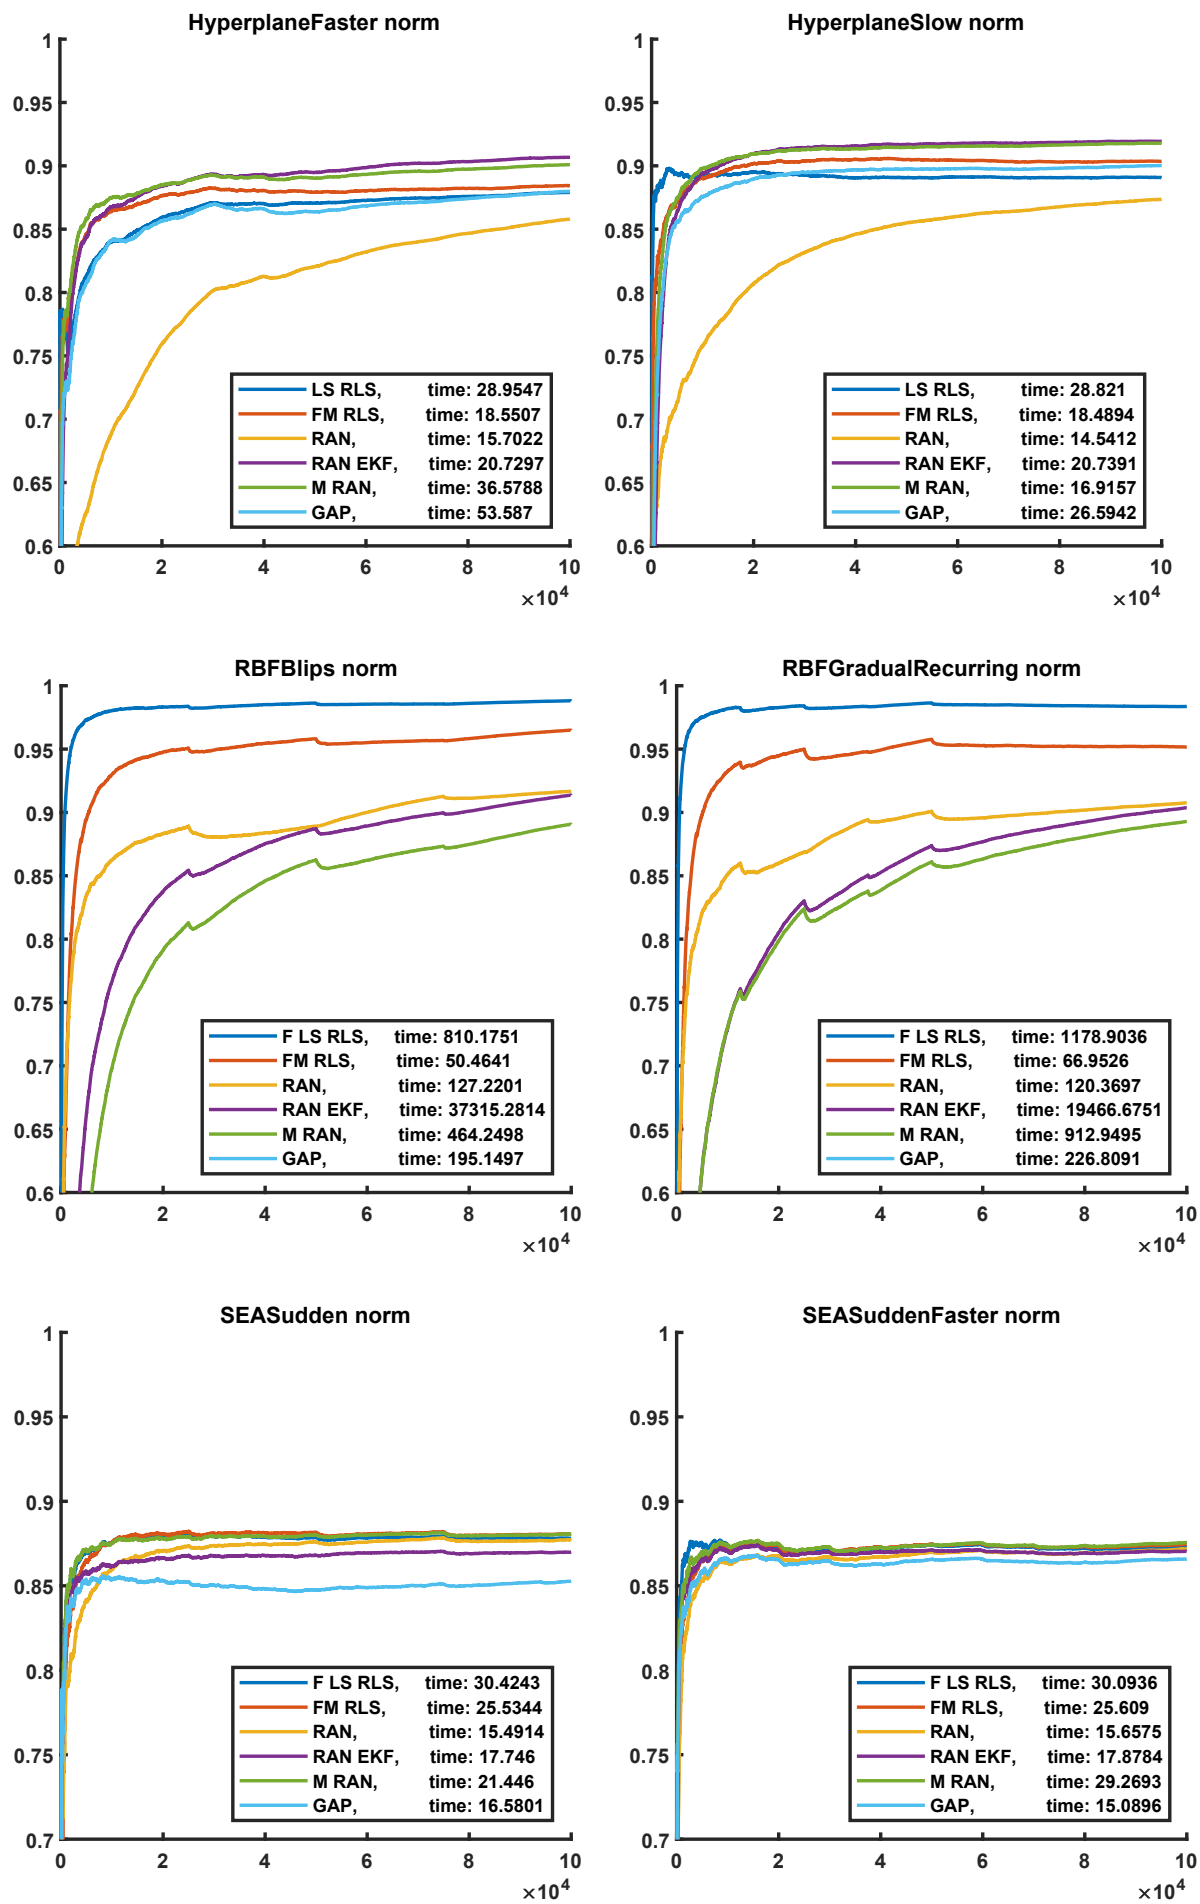 HyperplaneFaster norm
1
0.95
0.9
0.85
0.8
0.75
0.7
0.65
0.6
LS RLS, time: 28.9547
FM RLS, time: 18.5507
RAN, time: 15.7022
RAN EKF, time: 20.7297
M RAN, time: 36.5788
GAP, time: 53.587
0 2 4 6 8 10
×10^4
HyperplaneSlow norm
1
0.95
0.9
0.85
0.8
0.75
0.7
0.65
0.6
LS RLS, time: 28.821
FM RLS, time: 18.4894
RAN, time: 14.5412
RAN EKF, time: 20.7391
M RAN, time: 16.9157
GAP, time: 26.5942
0 2 4 6 8 10
×10^4
RBFBlips norm
1
0.95
0.9
0.85
0.8
0.75
0.7
0.65
0.6
F LS RLS, time: 810.1751
FM RLS, time: 50.4641
RAN, time: 127.2201
RAN EKF, time: 37315.2814
M RAN, time: 464.2498
GAP, time: 195.1497
0 2 4 6 8 10
×10^4
RBFGradualRecurring norm
1
0.95
0.9
0.85
0.8
0.75
0.7
0.65
0.6
F LS RLS, time: 1178.9036
FM RLS, time: 66.9526
RAN, time: 120.3697
RAN EKF, time: 19466.6751
M RAN, time: 912.9495
GAP, time: 226.8091
0 2 4 6 8 10
×10^4
SEASudden norm
1
0.95
0.9
0.85
0.8
0.75
0.7
F LS RLS, time: 30.4243
FM RLS, time: 25.5344
RAN, time: 15.4914
RAN EKF, time: 17.746
M RAN, time: 21.446
GAP, time: 16.5801
0 2 4 6 8 10
×10^4
SEASuddenFaster norm
1
0.95
0.9
0.85
0.8
0.75
0.7
F LS RLS, time: 30.0936
FM RLS, time: 25.609
RAN, time: 15.6575
RAN EKF, time: 17.8784
M RAN, time: 29.2693
GAP, time: 15.0896
0 2 4 6 8 10
×10^4